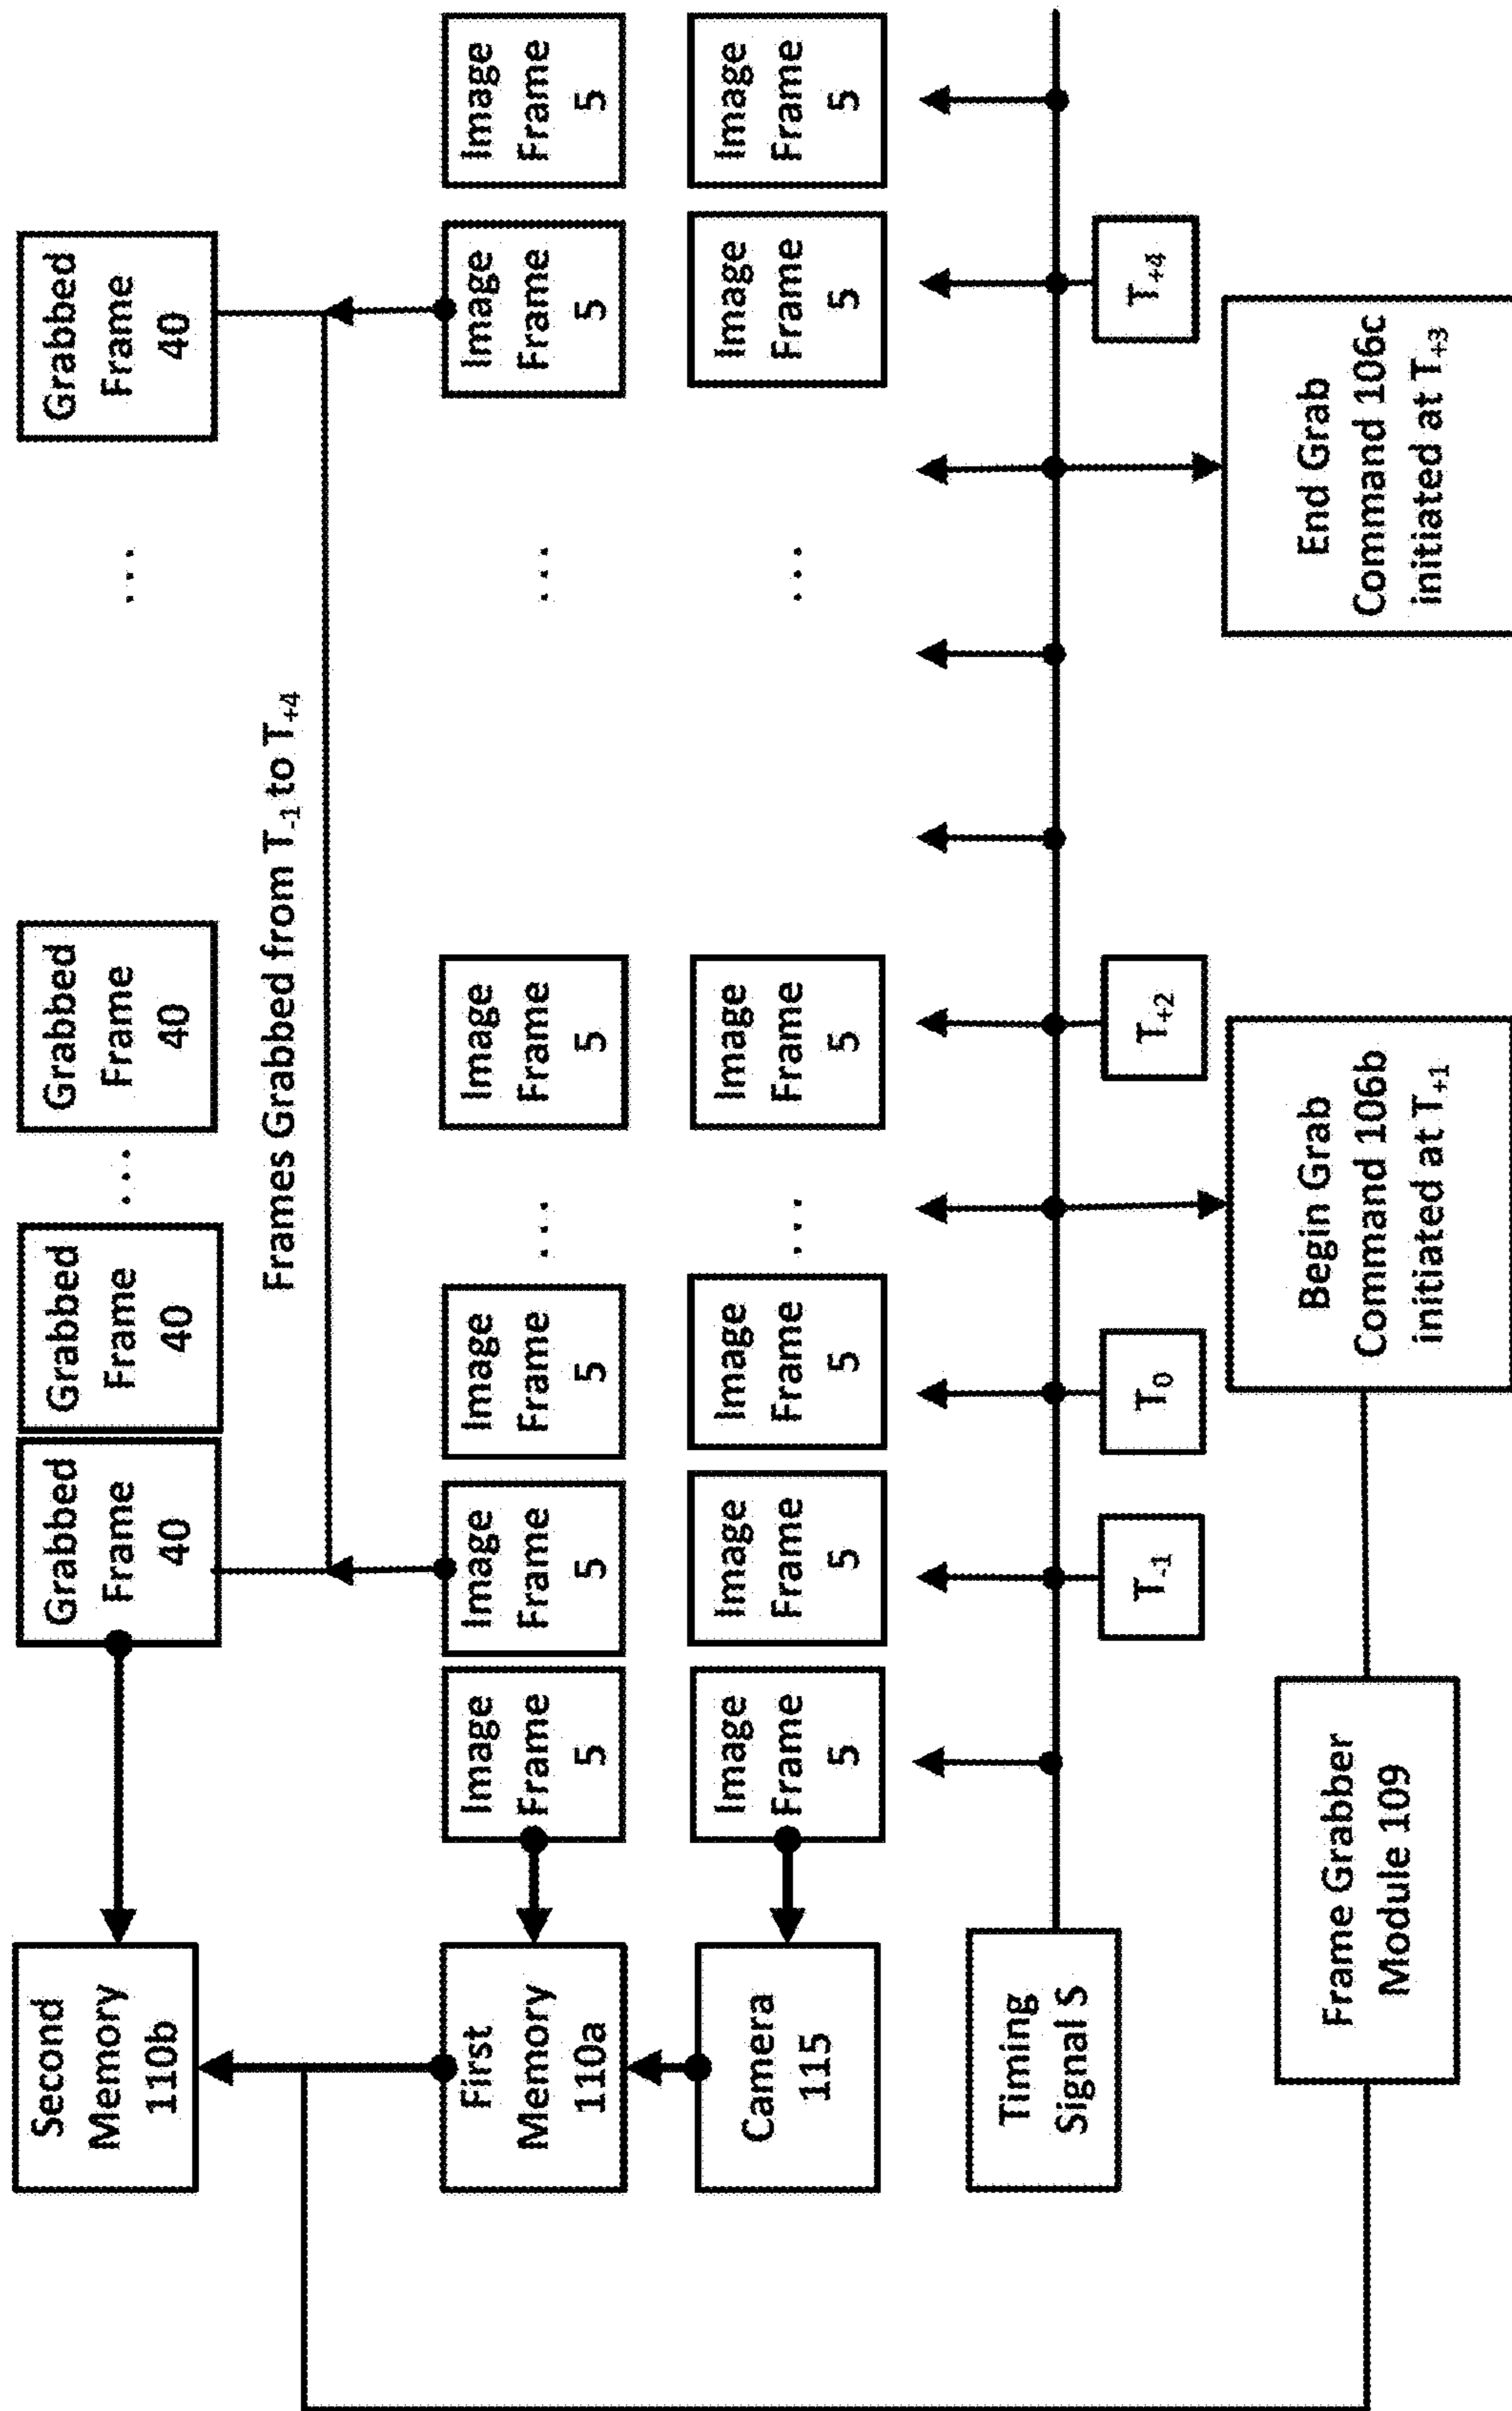 Second
Memory
110b
Grabbed
Frame
40
Grabbed
Frame
40
...
Grabbed
Frame
40
...
Grabbed
Frame
40
Frames Grabbed from T-1 to T+4
First
Memory
110a
Image
Frame
5
Image
Frame
5
Image
Frame
5
...
Image
Frame
5
...
Image
Frame
5
Image
Frame
5
Camera
115
Image
Frame
5
Image
Frame
5
Image
Frame
5
...
Image
Frame
5
...
Image
Frame
5
Image
Frame
5
Timing
Signal S
T-1
T0
T+2
T+4
Frame Grabber
Module 109
Begin Grab
Command 106b
initiated at T+1
End Grab
Command 106c
initiated at T+3